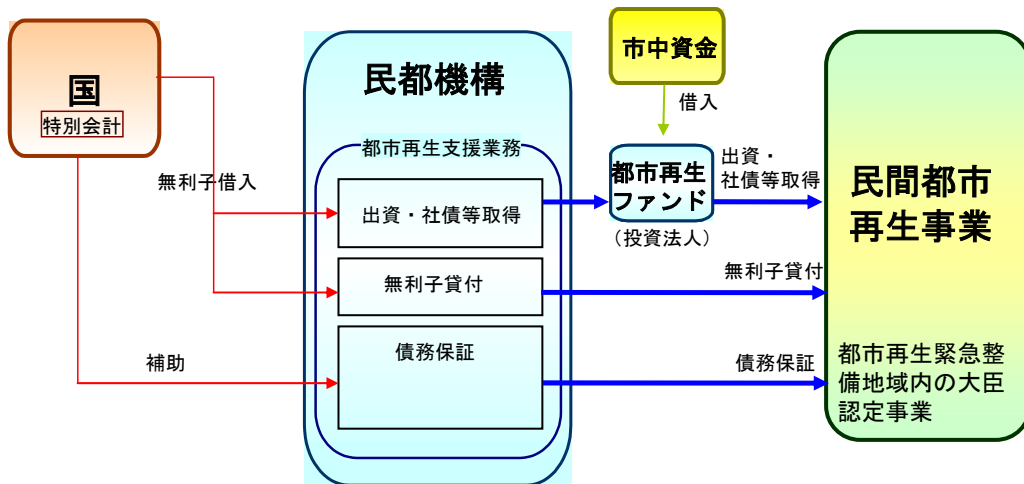 国
特別会計
無利子借入
補助
民都機構
都市再生支援業務
出資・社債等取得
無利子貸付
債務保証
市中資金
借入
都市再生
ファンド
（投資法人）
出資・
社債等取得
無利子貸付
債務保証
民間都市
再生事業
都市再生緊急整
備地域内の大臣
認定事業